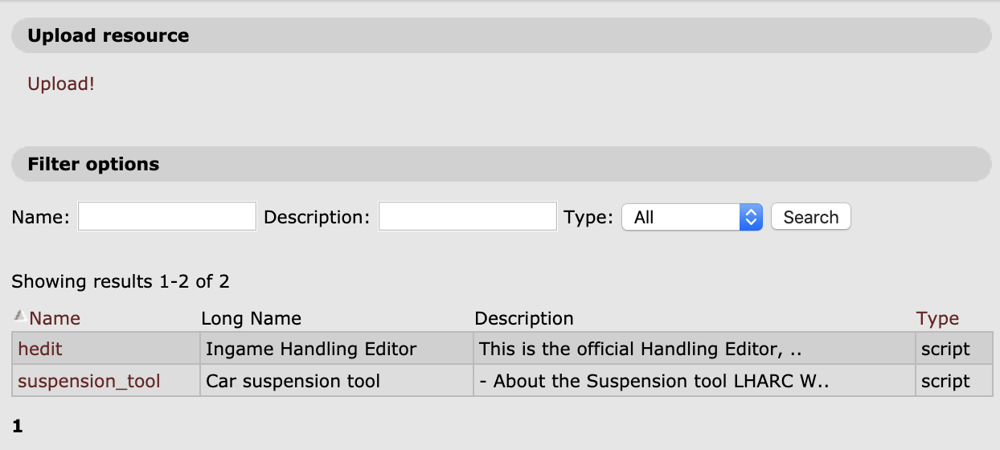 Upload resource
Upload!
Filter options
Name: Description: Type: All Search
Showing results 1-2 of 2
Name Long Name Description Type
hedit Ingame Handling Editor This is the official Handling Editor, .. script
suspension_tool Car suspension tool - About the Suspension tool LHARC W.. script
1